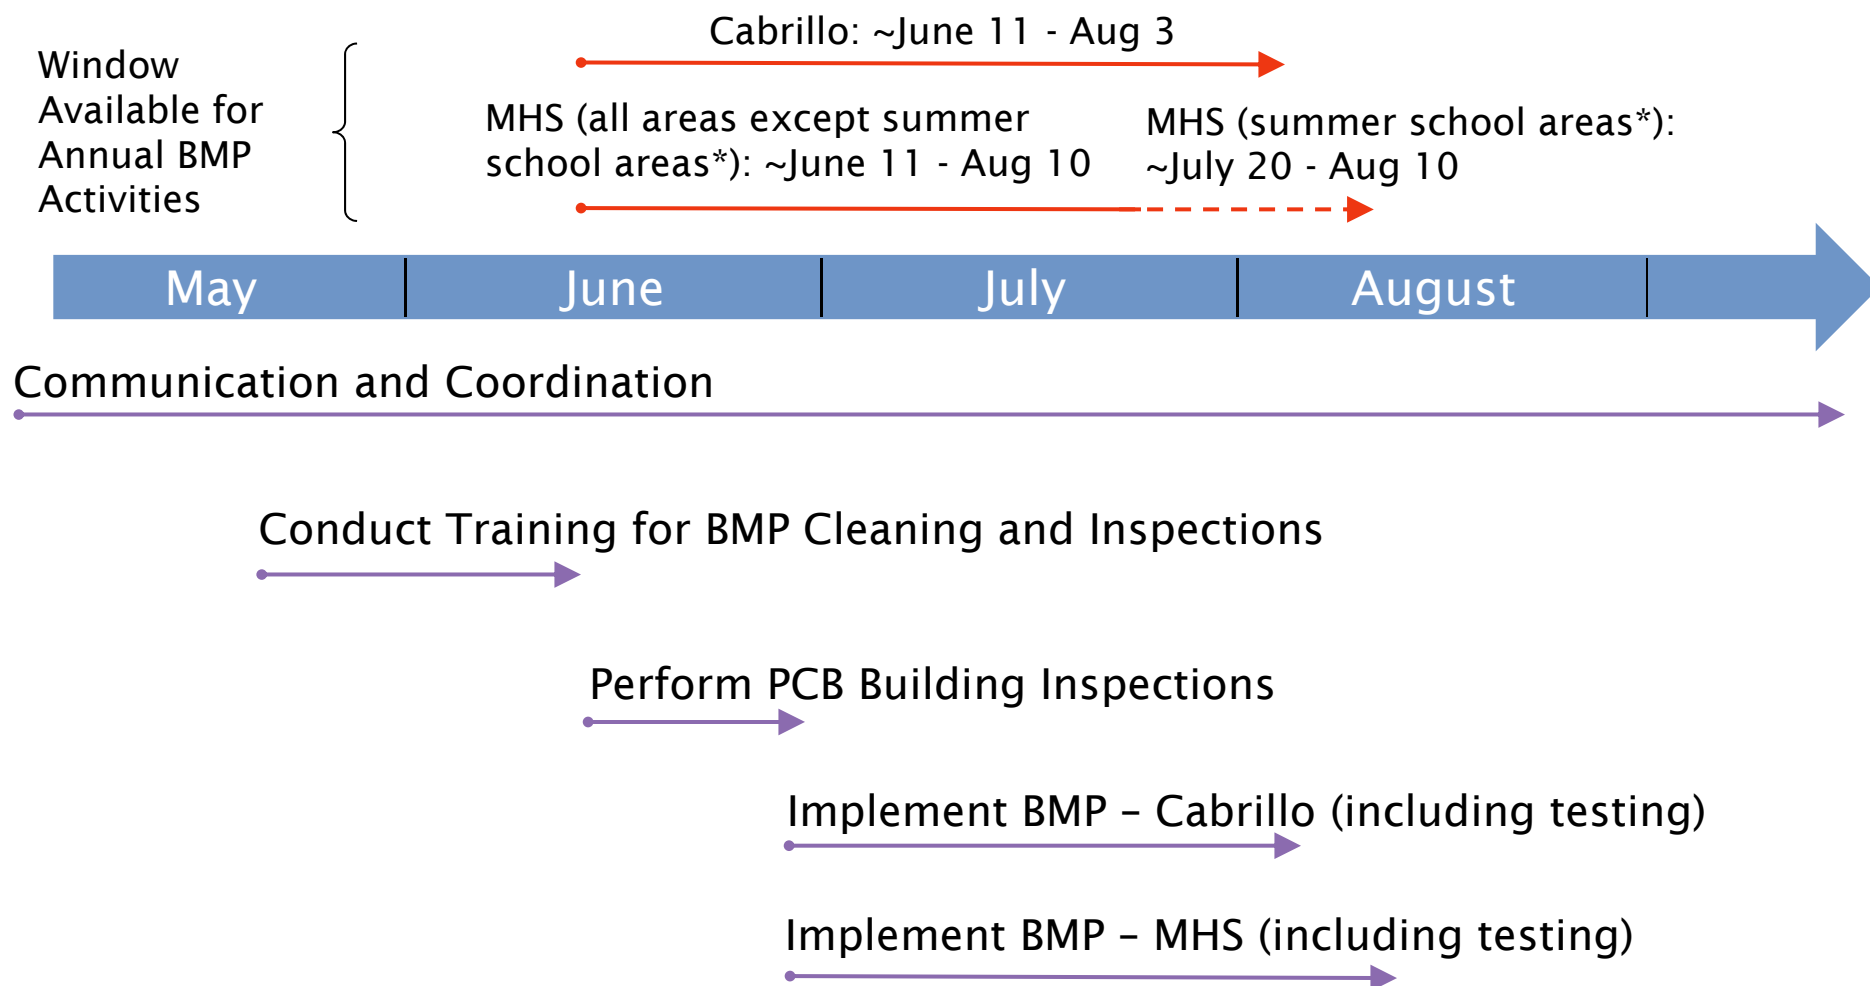 Window
Available for
Annual BMP
Activities
Cabrillo: ~June 11 - Aug 3
MHS (all areas except summer
school areas*): ~June 11 - Aug 10
MHS (summer school areas*):
~July 20 - Aug 10
May
June
July
August
Communication and Coordination
Conduct Training for BMP Cleaning and Inspections
Perform PCB Building Inspections
Implement BMP – Cabrillo (including testing)
Implement BMP – MHS (including testing)